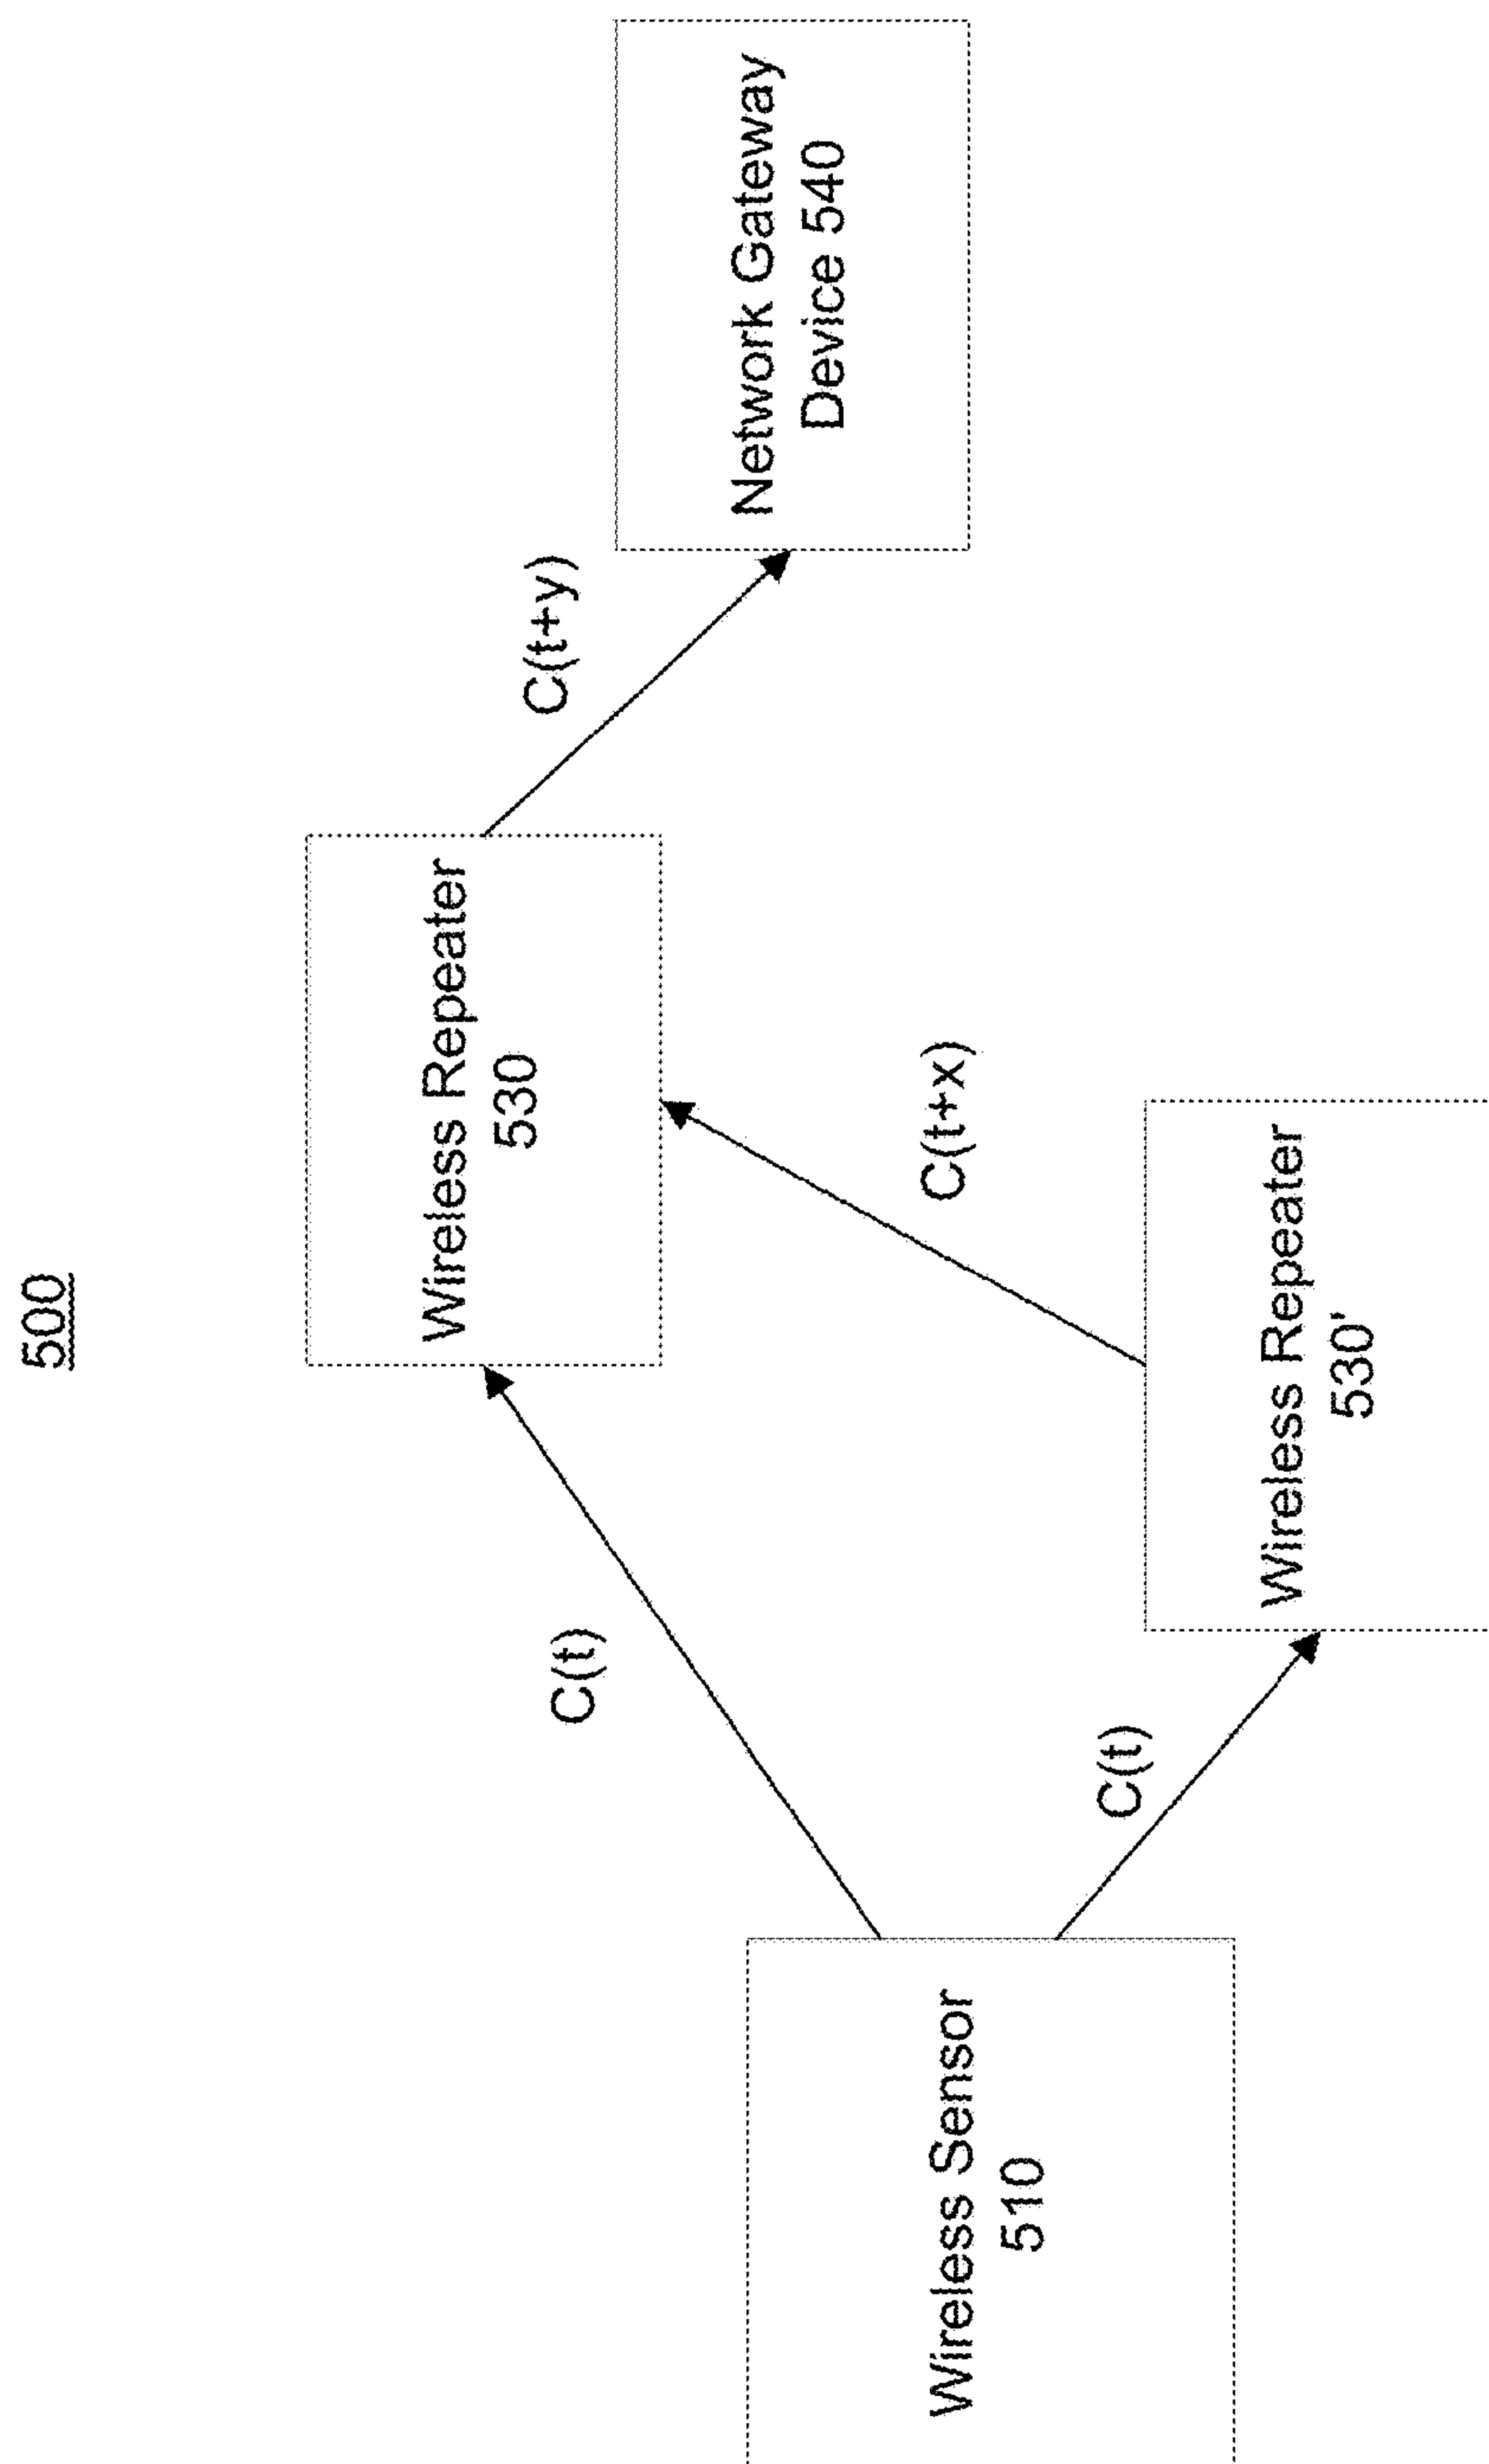 500
Wireless Sensor
510
C(t)
C(t)
Wireless Repeater
530
C(t+x)
Wireless Repeater
530'
C(t+y)
Network Gateway
Device 540